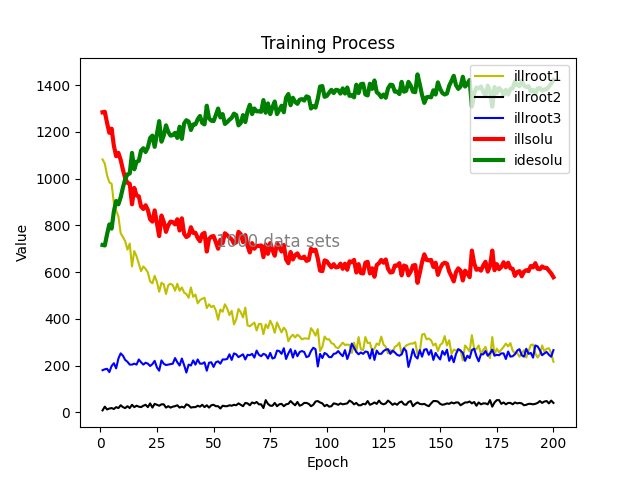 Training Process
1400
1200
1000
800
600
400
200
0
Value
illroot1
illroot2
illroot3
illsolu
idesolu
2000 data sets
0
25
50
75
100
125
150
175
200
Epoch